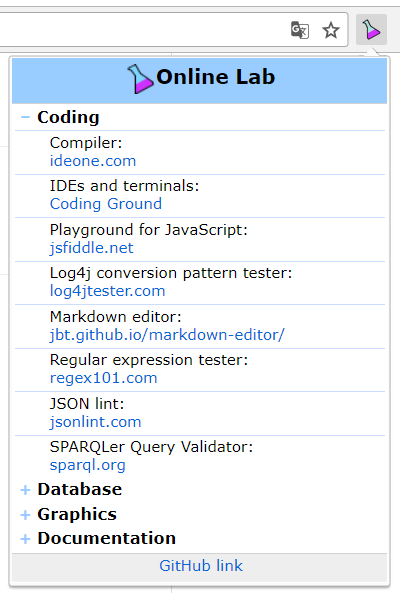 Online Lab
− Coding
Compiler:
ideone.com
IDEs and terminals:
Coding Ground
Playground for JavaScript:
jsfiddle.net
Log4j conversion pattern tester:
log4jtester.com
Markdown editor:
jbt.github.io/markdown-editor/
Regular expression tester:
regex101.com
JSON lint:
jsonlint.com
SPARQLer Query Validator:
sparql.org
+ Database
+ Graphics
+ Documentation
GitHub link